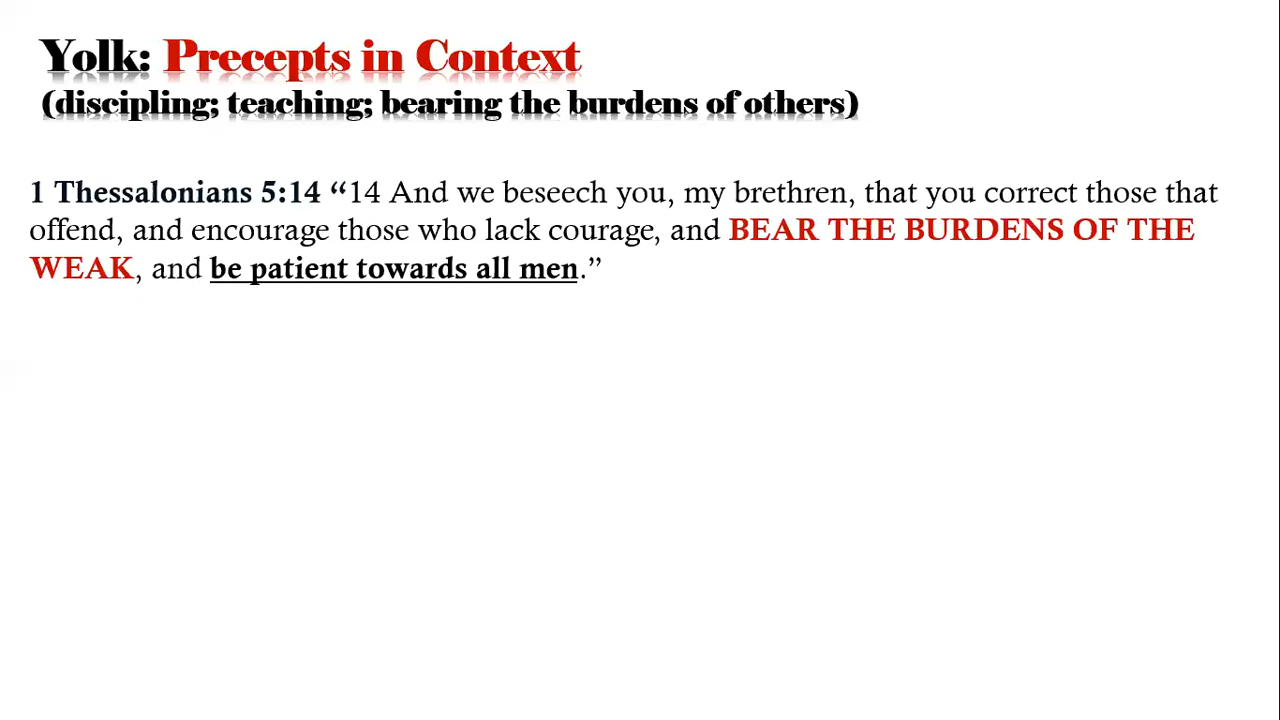 Yolk: Precepts in Context
(discipling; teaching; bearing the burdens of others)
1 Thessalonians 5:14 “14 And we beseech you, my brethren, that you correct those that
offend, and encourage those who lack courage, and BEAR THE BURDENS OF THE
WEAK, and be patient towards all men.”